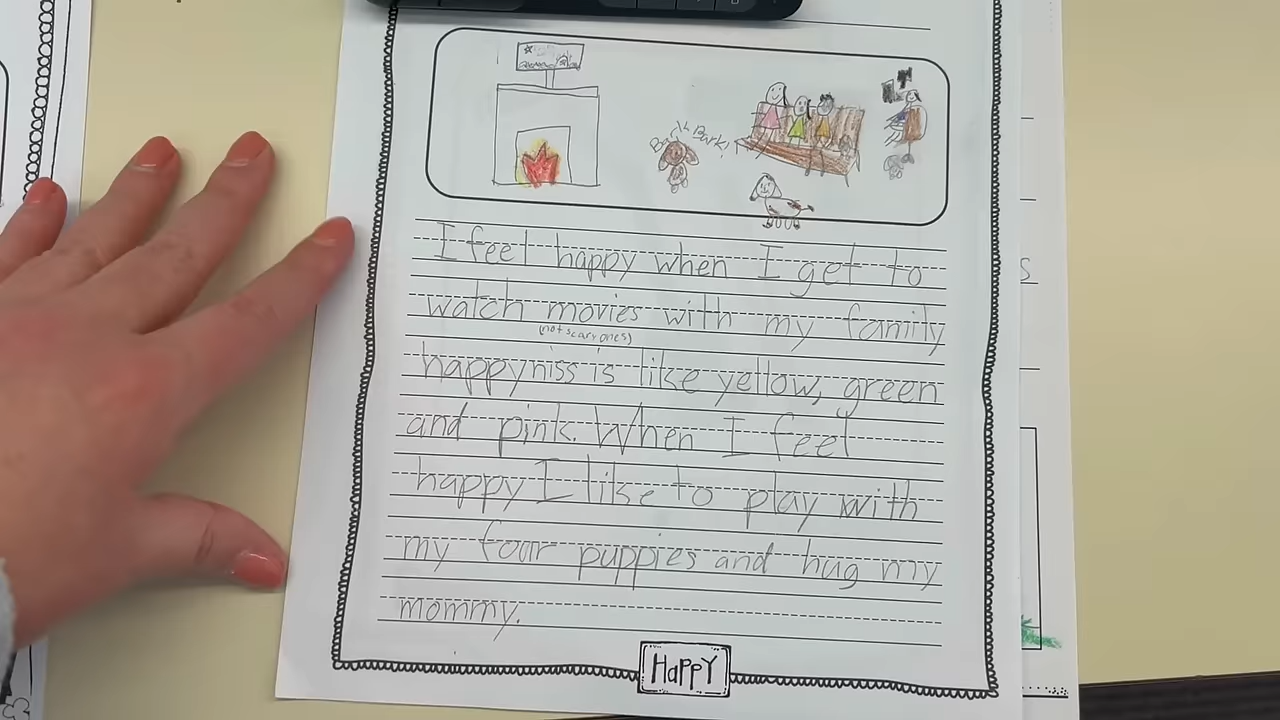 Bark Bark!
I feel happy when I get to
watch movies with my family
(not scary ones)
happyniss is like yellow, green
and pink. When I feel
happy I like to play with
my four puppies and hug my
mommy.
HAPPY
S